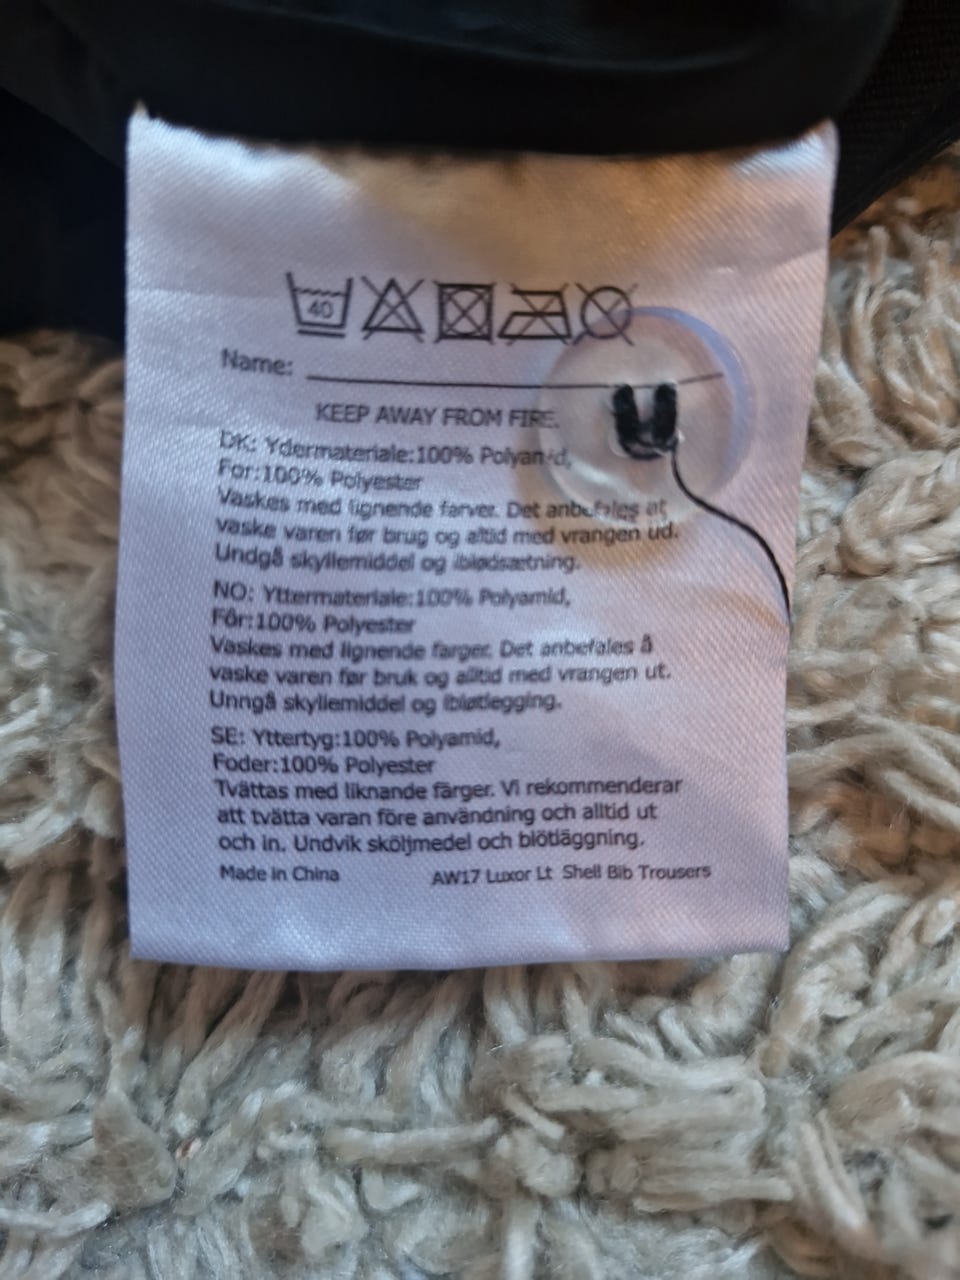 40
Name:
KEEP AWAY FROM FIRE.
DK: Ydermateriale:100% Polyamid,
For:100% Polyester
Vaskes med lignende farver. Det anbefales at
vaske varen før brug og altid med vrangen ud.
Undgå skyllemiddel og iblødsætning.
NO: Yttermateriale:100% Polyamid,
Fôr:100% Polyester
Vaskes med lignende farger. Det anbefales å
vaske varen før bruk og alltid med vrangen ut.
Unngå skyllemiddel og ibløtlegging.
SE: Yttertyg:100% Polyamid,
Foder:100% Polyester
Tvättas med liknande färger. Vi rekommenderar
att tvätta varan före användning och alltid ut
och in. Undvik sköljmedel och blötläggning.
Made in China AW17 Luxor Lt Shell Bib Trousers